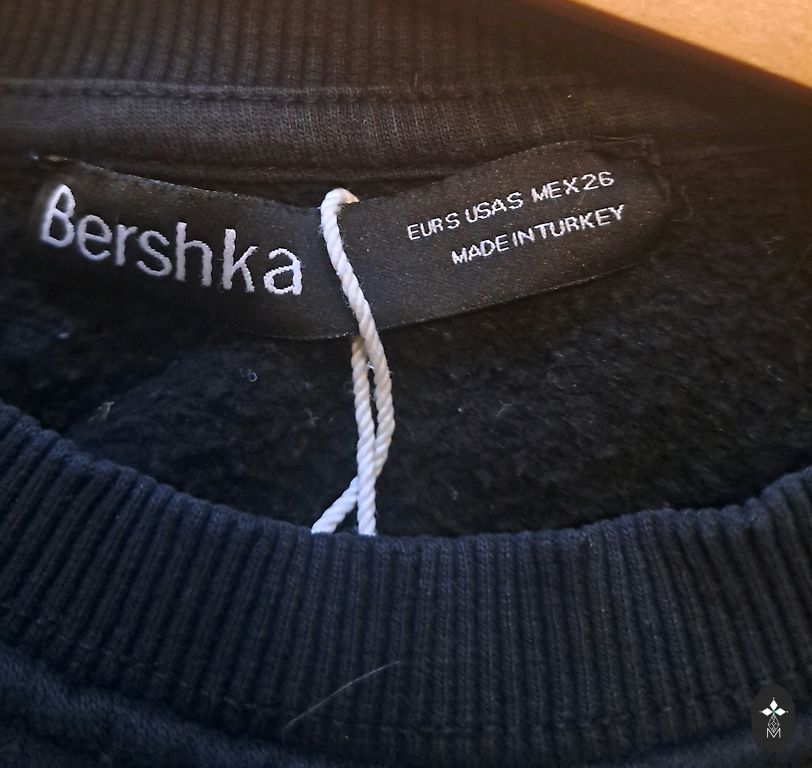 Bershka
EUR S USA S MEX 26
MADE IN TURKEY
M